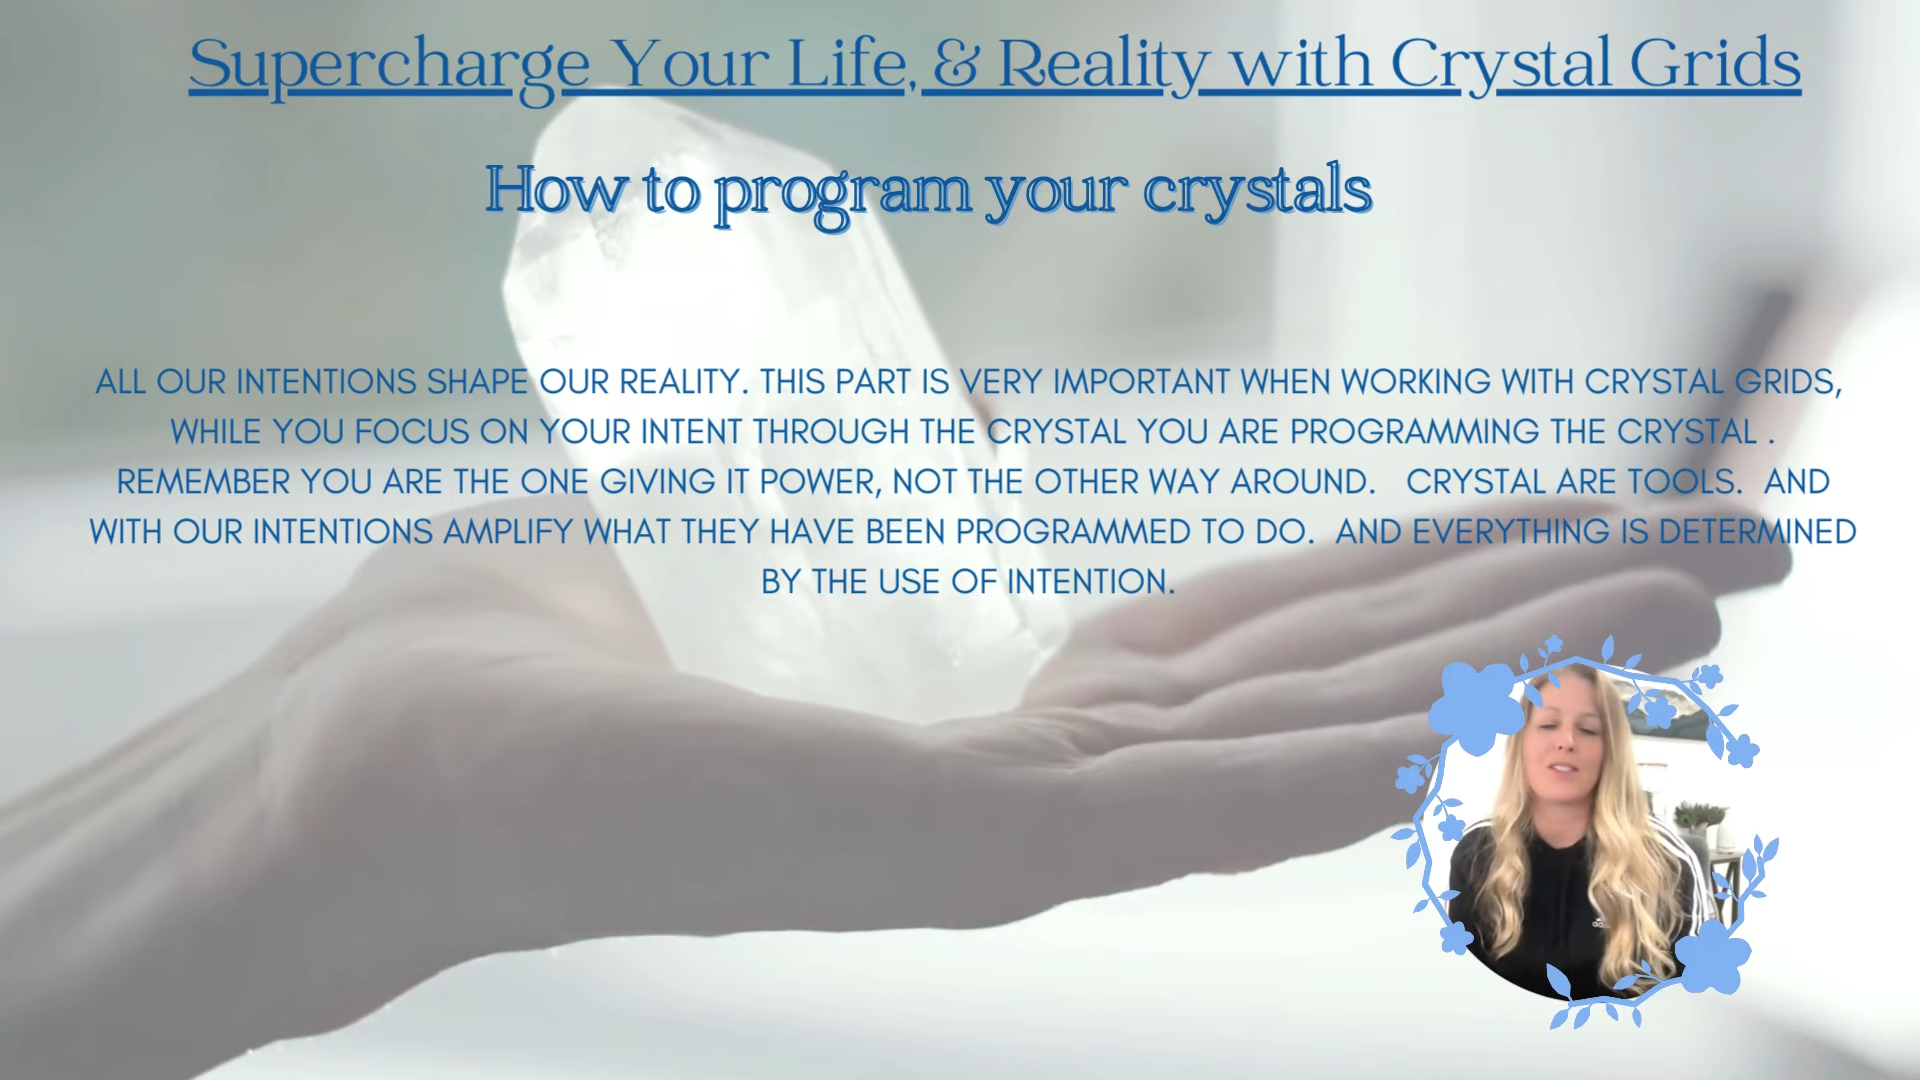 Supercharge Your Life, & Reality with Crystal Grids
How to program your crystals
ALL OUR INTENTIONS SHAPE OUR REALITY. THIS PART IS VERY IMPORTANT WHEN WORKING WITH CRYSTAL GRIDS,
WHILE YOU FOCUS ON YOUR INTENT THROUGH THE CRYSTAL YOU ARE PROGRAMMING THE CRYSTAL .
REMEMBER YOU ARE THE ONE GIVING IT POWER, NOT THE OTHER WAY AROUND. CRYSTAL ARE TOOLS. AND
WITH OUR INTENTIONS AMPLIFY WHAT THEY HAVE BEEN PROGRAMMED TO DO. AND EVERYTHING IS DETERMINED
BY THE USE OF INTENTION.